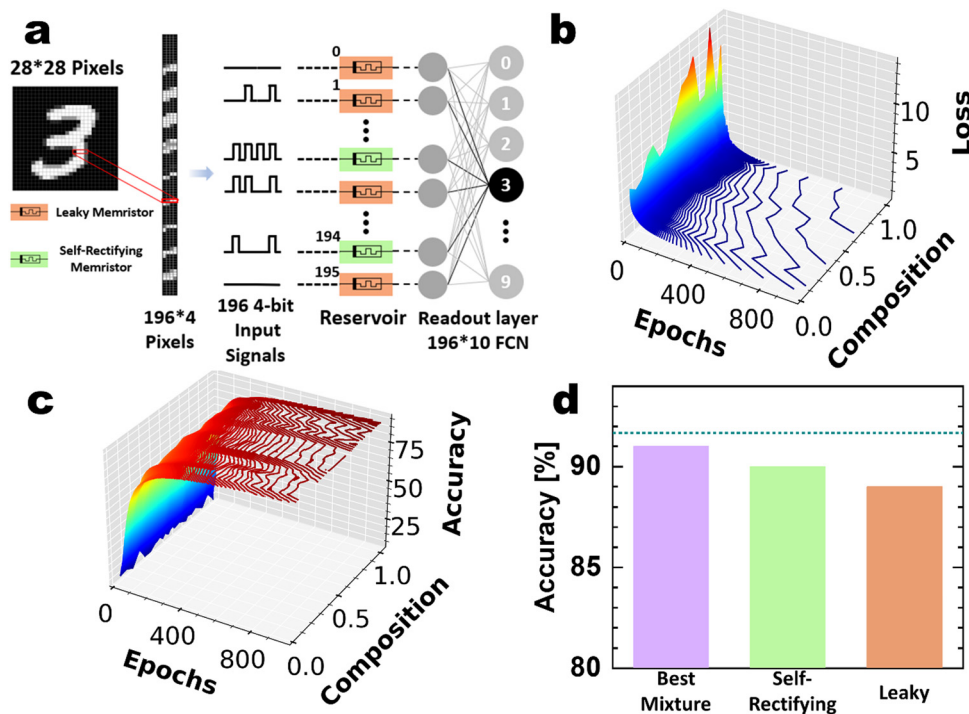 a
28*28 Pixels
Leaky Memristor
Self-Rectifying
Memristor
196*4
Pixels
196 4-bit
Input
Signals
0
1
194
195
Reservoir
0
1
2
3
9
Readout layer
196*10 FCN
b
10
5
Loss
0
400
800
Epochs
0.0
0.5
1.0
Composition
c
75
50
25
Accuracy
0
400
800
Epochs
0.0
0.5
1.0
Composition
d
Accuracy [%]
90
85
80
Best
Mixture
Self-
Rectifying
Leaky